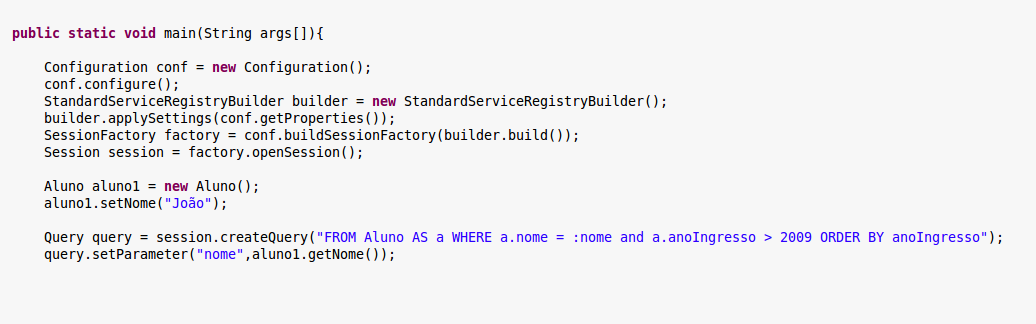 public static void main(String args[]){
Configuration conf = new Configuration();
conf.configure();
StandardServiceRegistryBuilder builder = new StandardServiceRegistryBuilder();
builder.applySettings(conf.getProperties());
SessionFactory factory = conf.buildSessionFactory(builder.build());
Session session = factory.openSession();
Aluno aluno1 = new Aluno();
aluno1.setNome("João");
Query query = session.createQuery("FROM Aluno AS a WHERE a.nome = :nome and a.anoIngresso > 2009 ORDER BY anoIngresso");
query.setParameter("nome",aluno1.getNome());